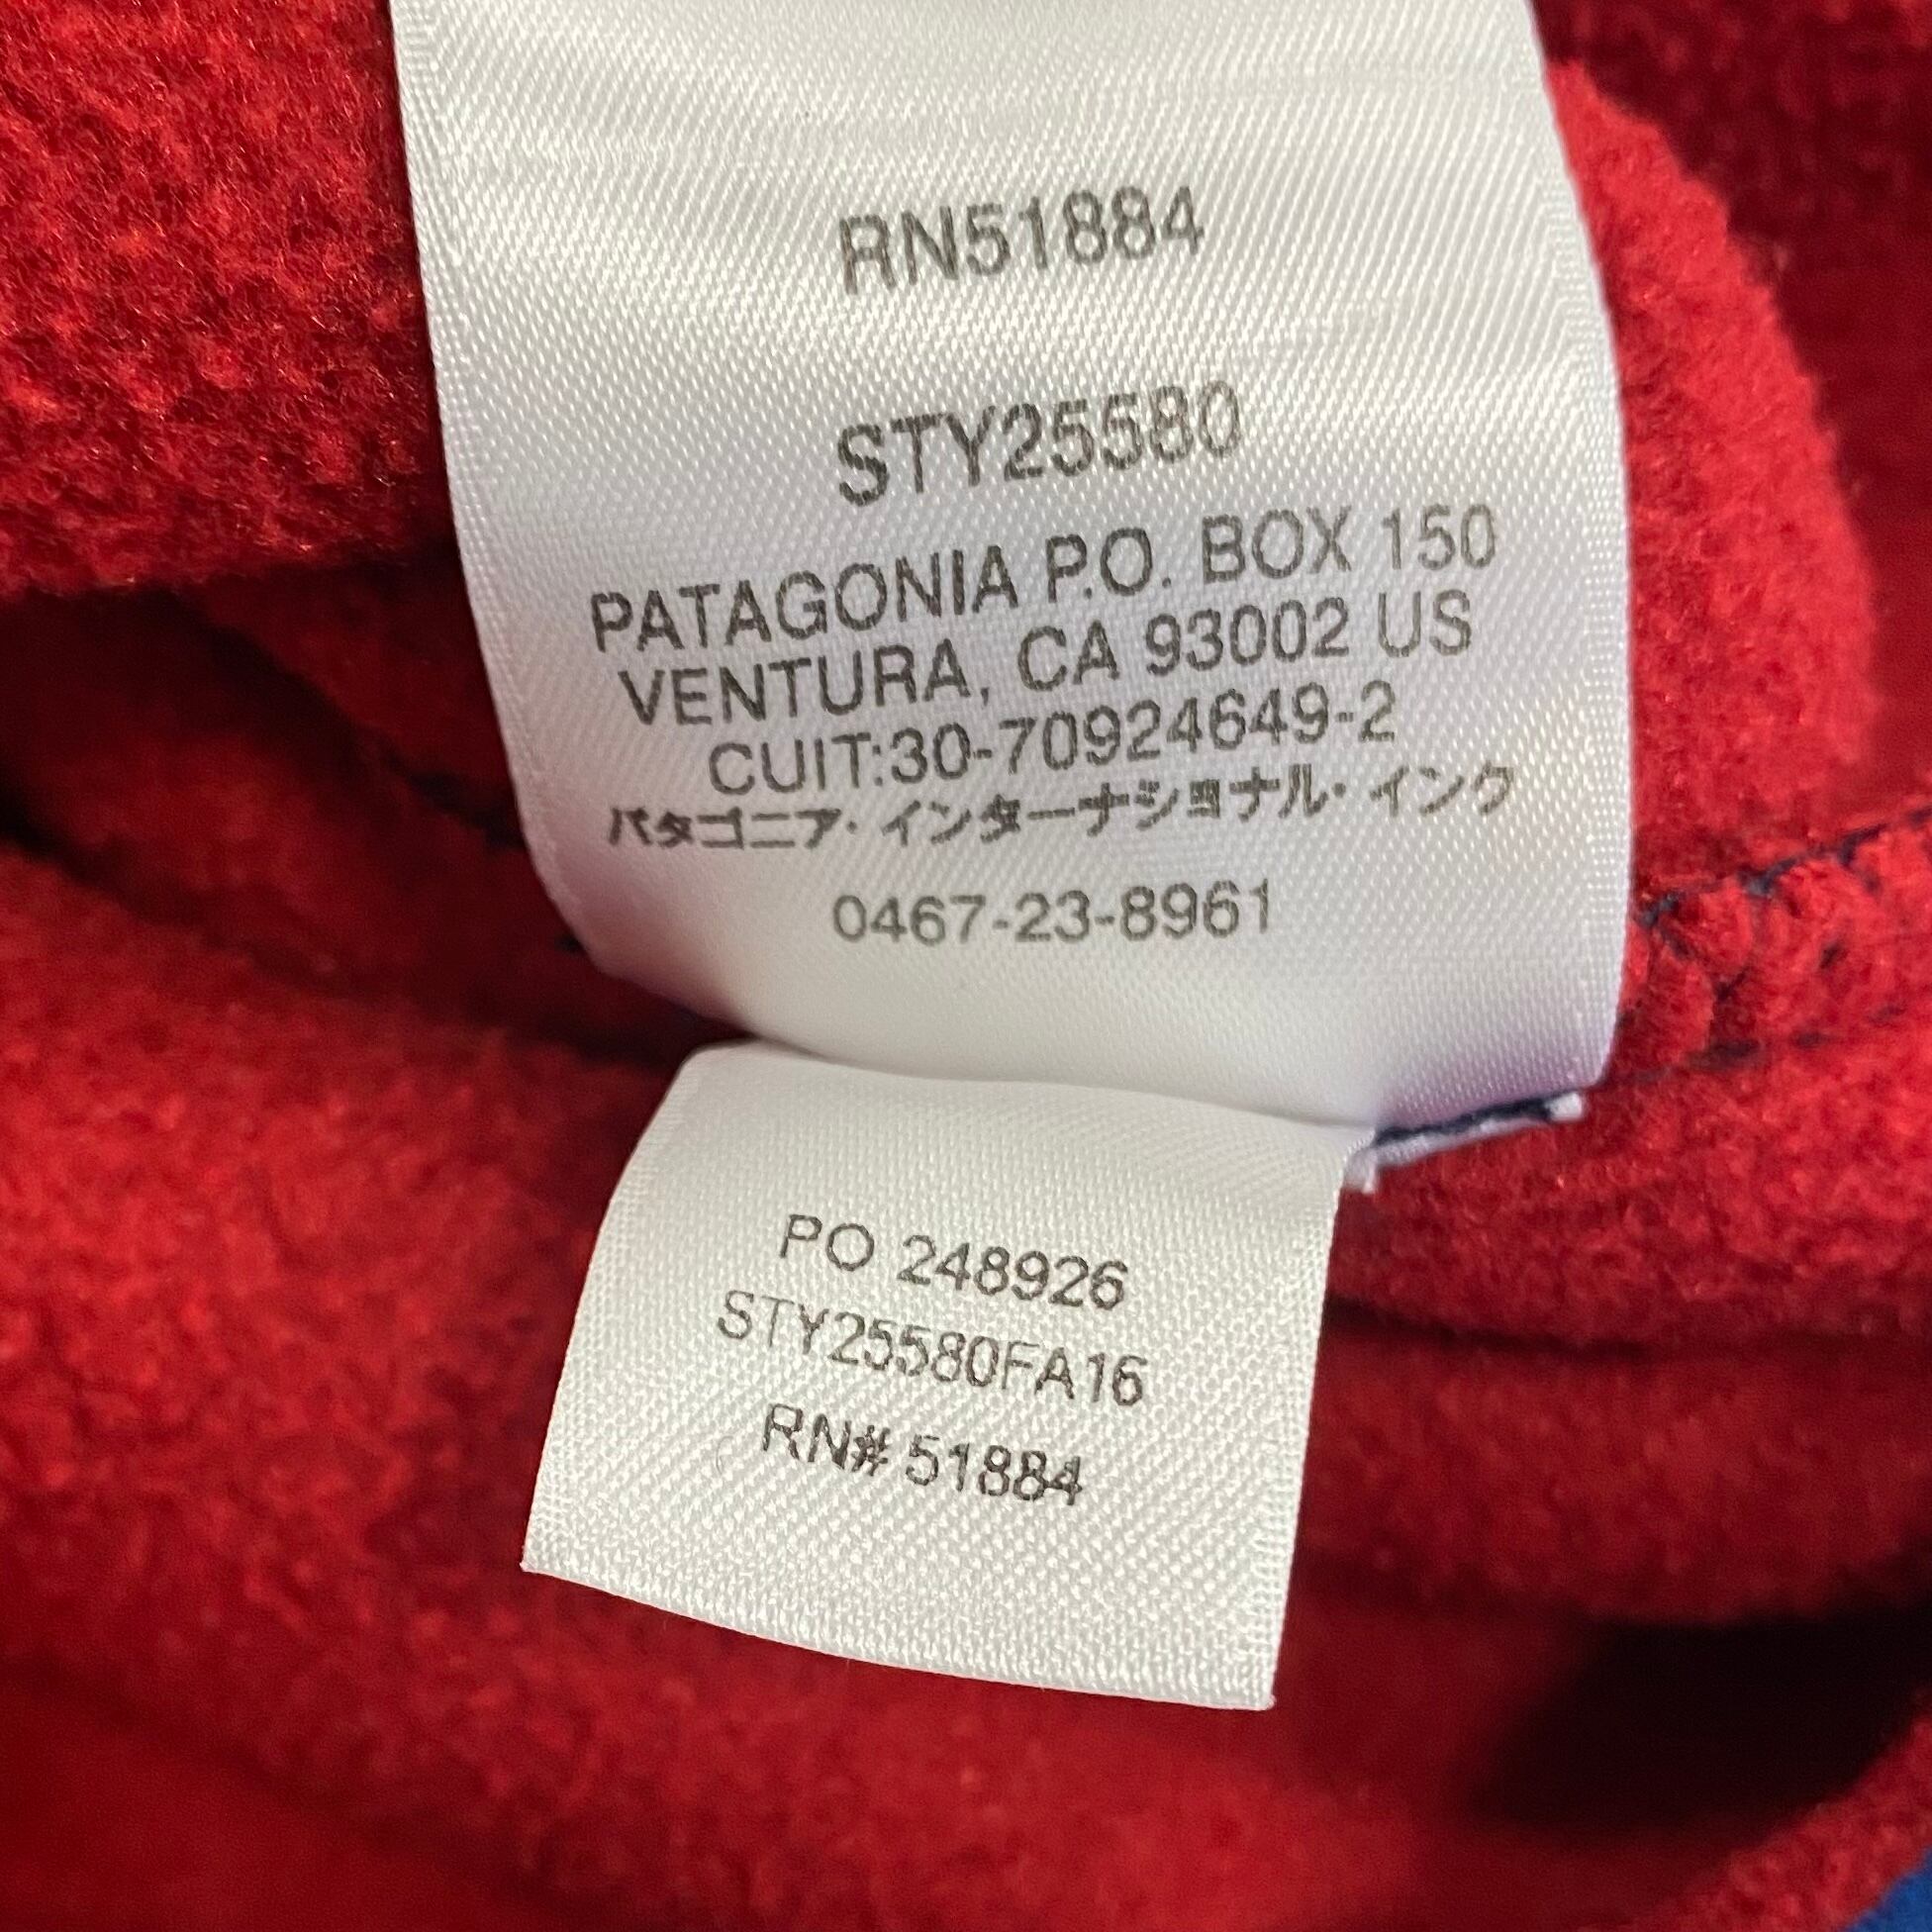 RN51884
STY25580
PATAGONIA P.O. BOX 150
VENTURA, CA 93002 US
CUIT:30-70924649-2
パタゴニア・インターナショナル・インク
0467-23-8961
PO 248926
STY25580FA16
RN# 51884